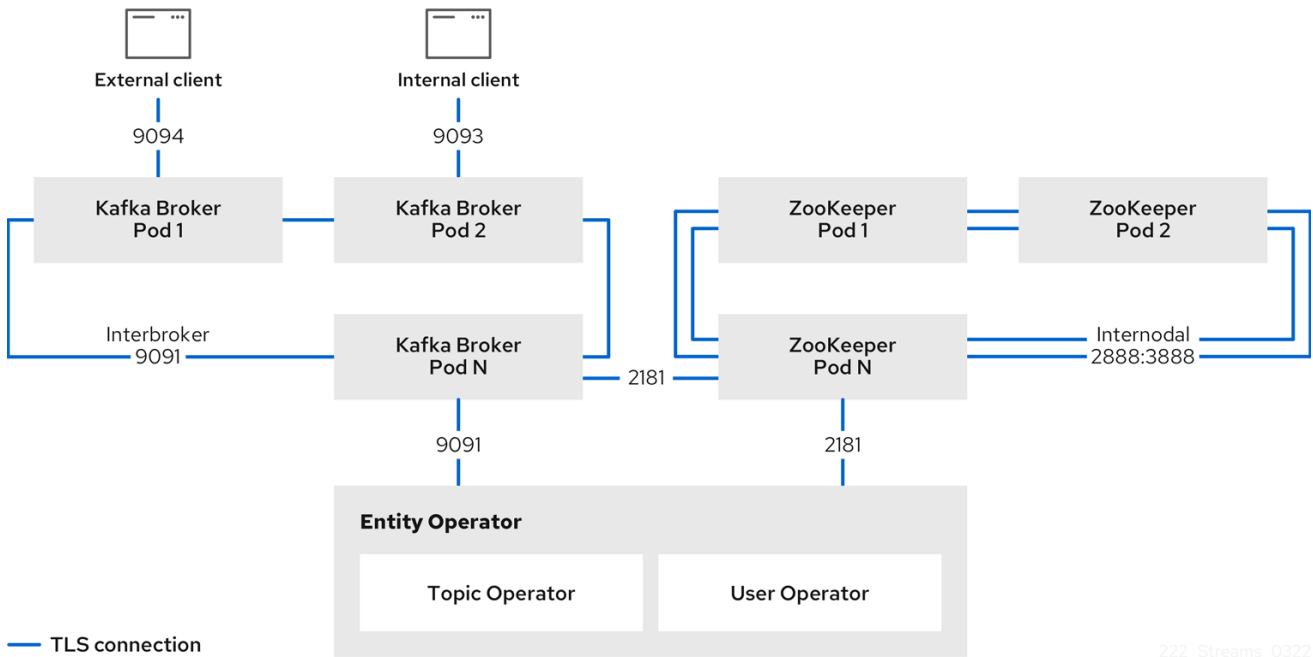 External client
Internal client
9094
9093
Kafka Broker
Pod 1
Kafka Broker
Pod 2
ZooKeeper
Pod 1
ZooKeeper
Pod 2
Interbroker
9091
Kafka Broker
Pod N
2181
ZooKeeper
Pod N
Internodal
2888:3888
9091
2181
Entity Operator
Topic Operator
User Operator
TLS connection
222_Streams_0322